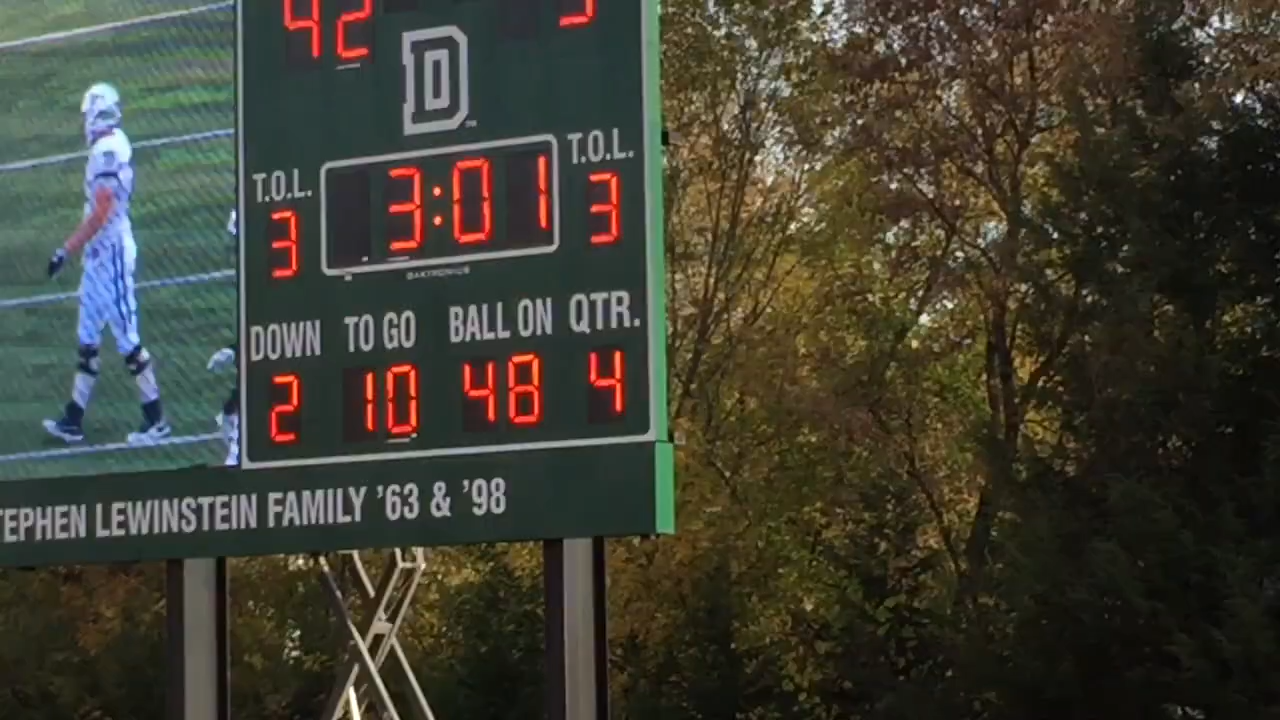 42
D
T.O.L. 3:01 T.O.L.
3 3
DAKTRONICS
DOWN TO GO BALL ON QTR.
2 10 48 4
TEPHEN LEWINSTEIN FAMILY '63 & '98